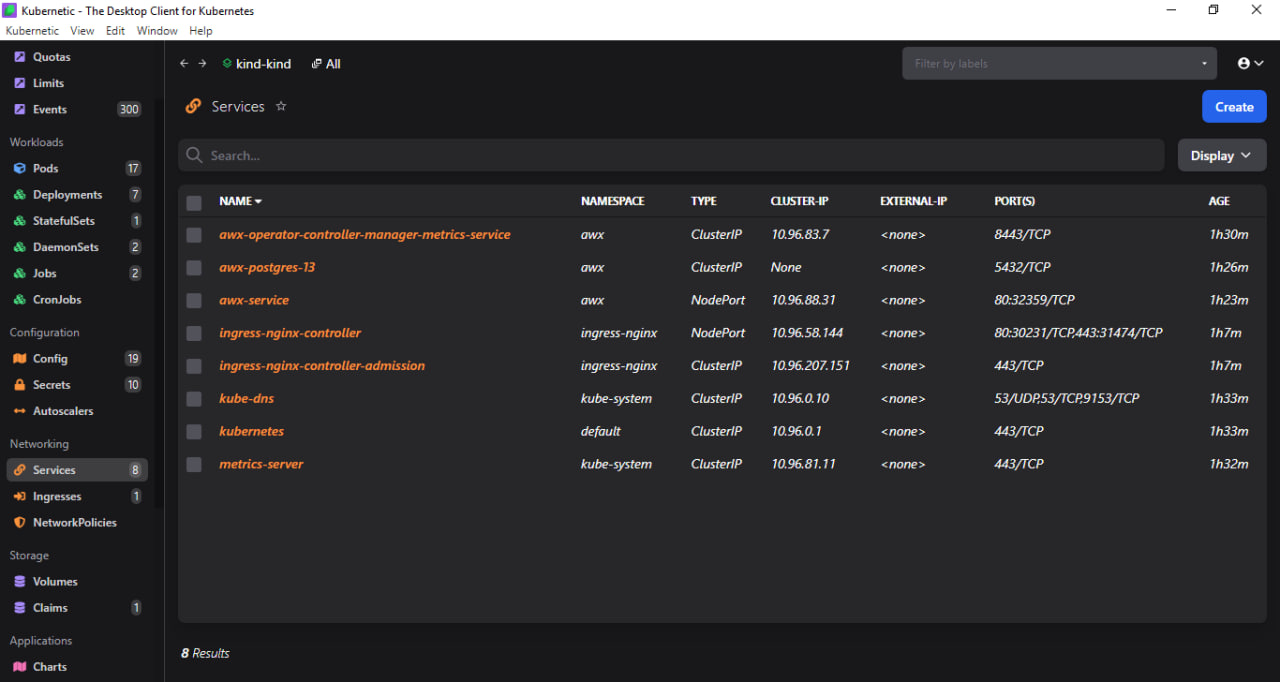 Kubernetic - The Desktop Client for Kubernetes
Kubernetic View Edit Window Help
Quotas
Limits
Events 300
Workloads
Pods 17
Deployments 7
StatefulSets 1
DaemonSets 2
Jobs 2
CronJobs
Configuration
Config 19
Secrets 10
Autoscalers
Networking
Services 8
Ingresses 1
NetworkPolicies
Storage
Volumes
Claims 1
Applications
Charts
kind-kind All
Filter by labels
Services
Create
Search...
Display
NAME NAMESPACE TYPE CLUSTER-IP EXTERNAL-IP PORT(S) AGE
awx-operator-controller-manager-metrics-service awx ClusterIP 10.96.83.7 <none> 8443/TCP 1h30m
awx-postgres-13 awx ClusterIP None <none> 5432/TCP 1h26m
awx-service awx NodePort 10.96.88.31 <none> 80:32359/TCP 1h23m
ingress-nginx-controller ingress-nginx NodePort 10.96.58.144 <none> 80:30231/TCP,443:31474/TCP 1h7m
ingress-nginx-controller-admission ingress-nginx ClusterIP 10.96.207.151 <none> 443/TCP 1h7m
kube-dns kube-system ClusterIP 10.96.0.10 <none> 53/UDP,53/TCP,9153/TCP 1h33m
kubernetes default ClusterIP 10.96.0.1 <none> 443/TCP 1h33m
metrics-server kube-system ClusterIP 10.96.81.11 <none> 443/TCP 1h32m
8 Results